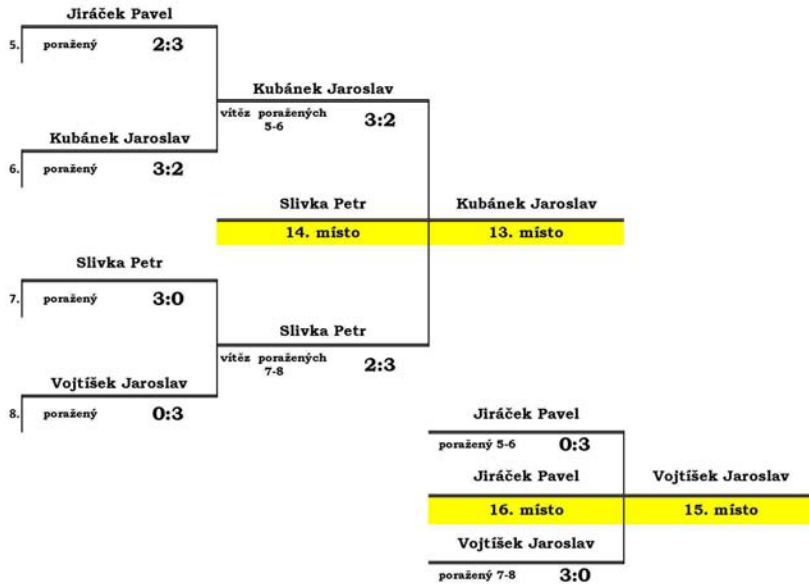 Jiráček Pavel
5. poražený 2:3
Kubánek Jaroslav
vítěz poražených
5-6
3:2
Kubánek Jaroslav
6. poražený 3:2
Slivka Petr
Kubánek Jaroslav
14. místo
13. místo
Slivka Petr
7. poražený 3:0
Slivka Petr
vítěz poražených
7-8
2:3
Vojtíšek Jaroslav
8. poražený 0:3
Jiráček Pavel
poražený 5-6 0:3
Jiráček Pavel
Vojtíšek Jaroslav
16. místo
15. místo
Vojtíšek Jaroslav
poražený 7-8 3:0